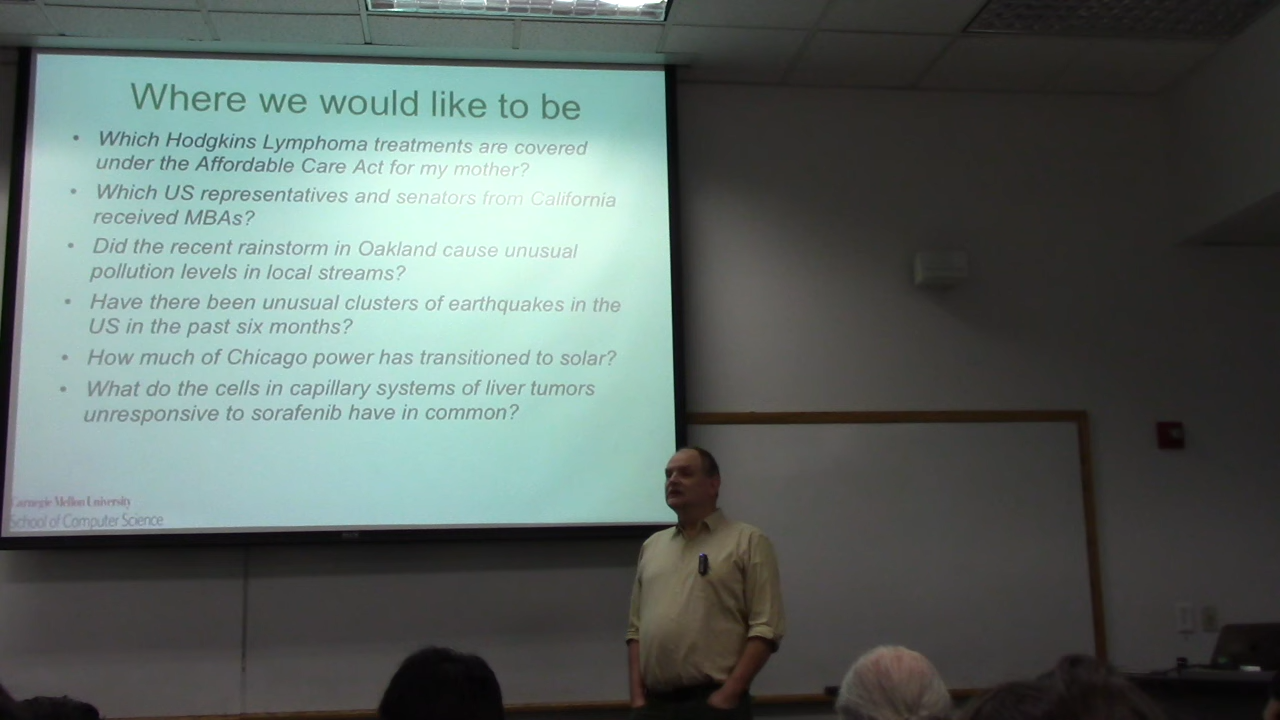 Where we would like to be
• Which Hodgkins Lymphoma treatments are covered
under the Affordable Care Act for my mother?
• Which US representatives and senators from California
received MBAs?
• Did the recent rainstorm in Oakland cause unusual
pollution levels in local streams?
• Have there been unusual clusters of earthquakes in the
US in the past six months?
• How much of Chicago power has transitioned to solar?
• What do the cells in capillary systems of liver tumors
unresponsive to sorafenib have in common?
Carnegie Mellon University
School of Computer Science